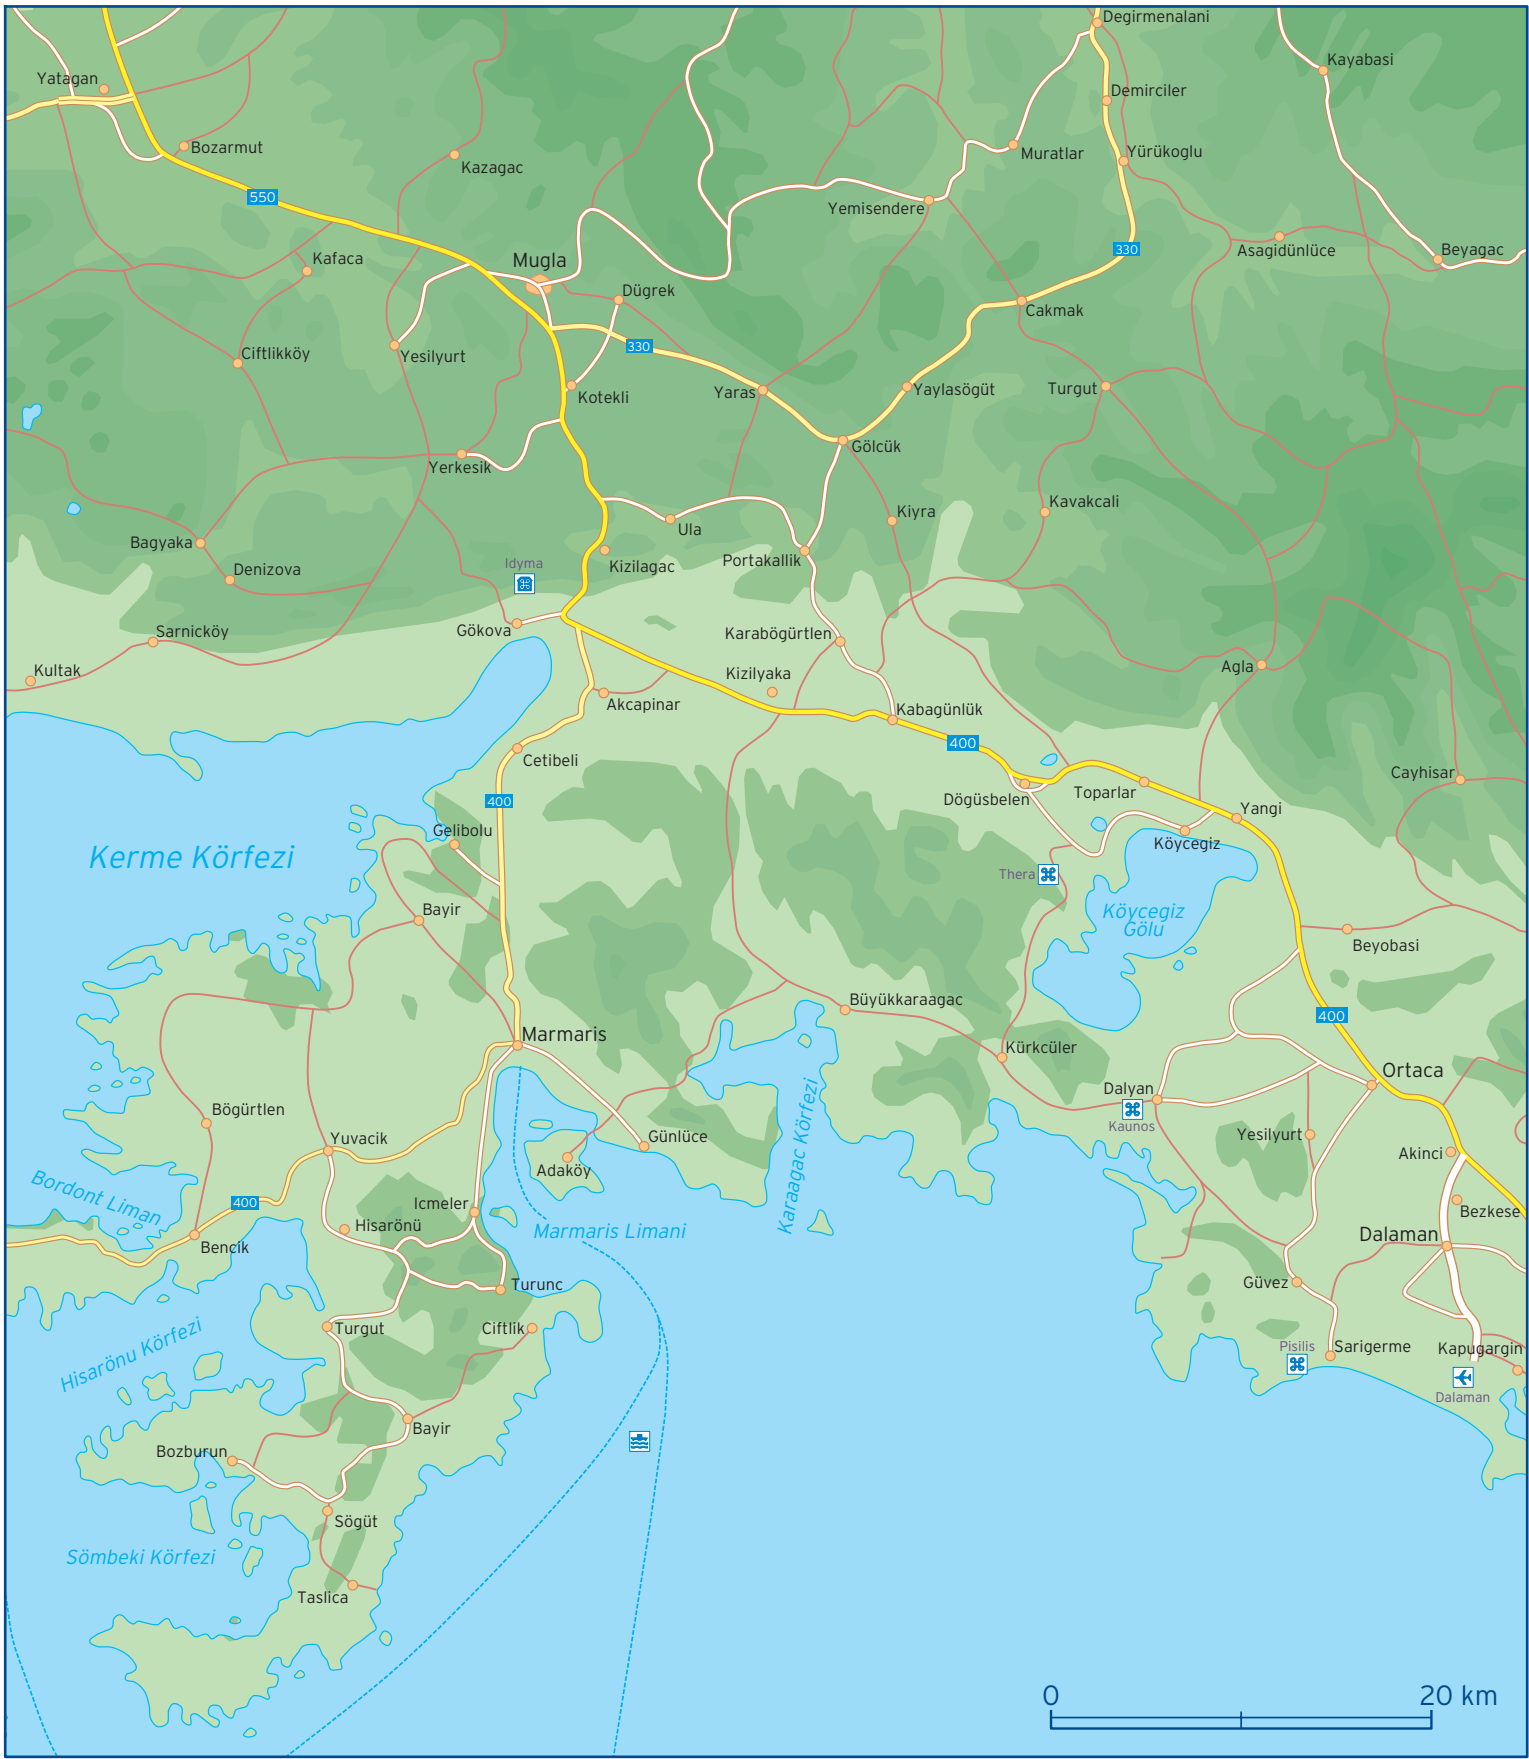 Degirmenalani
Kayabasi
Yatagan
Demirciler
Bozarmut
Kazagac
Muratlar
Yürükoglu
550
Yemisendere
Kafaca
Mugla
330
Asagidünlüce
Beyagac
Dügrek
Cakmak
Ciftlikköy
Yesilyurt
330
Kotekli
Yaras
Yaylasögüt
Turgut
Yerkesik
Gölcük
Ula
Kiyra
Kavakcali
Bagyaka
Denizova
Idyma
Kizilagac
Portakallik
Sarnicköy
Gökova
Karabögürtlen
Kultak
Kizilyaka
Agla
Akcapinar
Kabagünlük
Cetibeli
400
Cayhisar
400
Dögüsbelen
Toparlar
Yangi
Gelibolu
Köycegiz
Kerme Körfezi
Thera
Bayir
Köycegiz
Gölu
Beyobasi
Büyükkaraagac
400
Marmaris
Kürkcüler
Ortaca
Dalyan
Bögürtlen
Kaunos
Yuvacik
Günlüce
Yesilyurt
Akinci
Adaköy
Karaagac Körfezi
Bordont Liman
400
Icmeler
Hisarönü
Marmaris Limani
Bezkese
Bencik
Dalaman
Turunc
Güvez
Turgut
Ciftlik
Hisarönu Körfezi
Pisilis
Sarigerme
Kapugargin
Dalaman
Bayir
Bozburun
Sögüt
Sömbeki Körfezi
Taslica
0
20 km